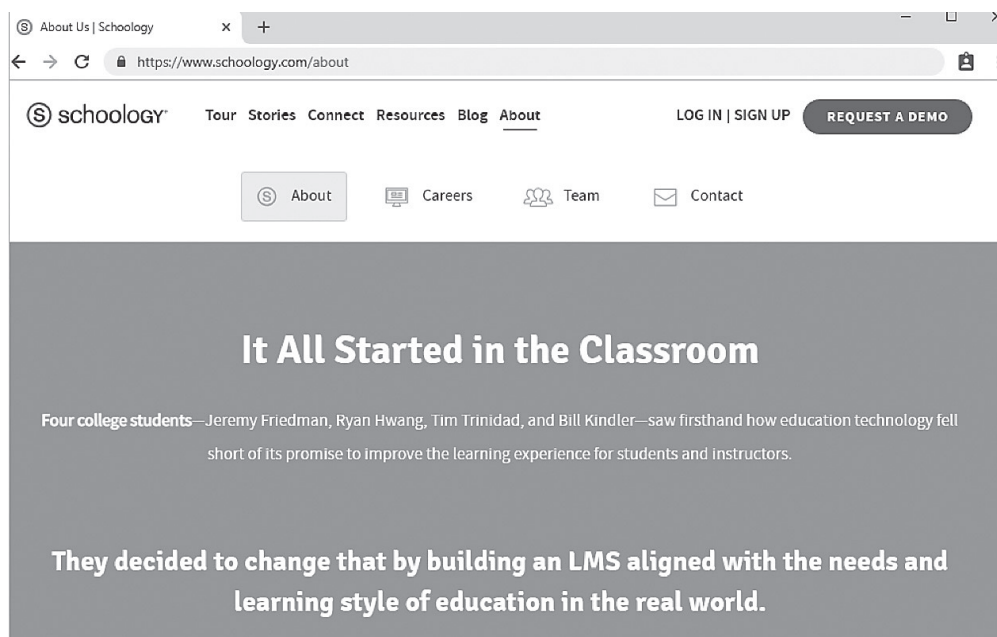 About Us | Schoology
https://www.schoology.com/about
S schoology Tour Stories Connect Resources Blog About LOG IN | SIGN UP REQUEST A DEMO
S About Careers Team Contact
It All Started in the Classroom
Four college students—Jeremy Friedman, Ryan Hwang, Tim Trinidad, and Bill Kindler—saw firsthand how education technology fell
short of its promise to improve the learning experience for students and instructors.
They decided to change that by building an LMS aligned with the needs and
learning style of education in the real world.